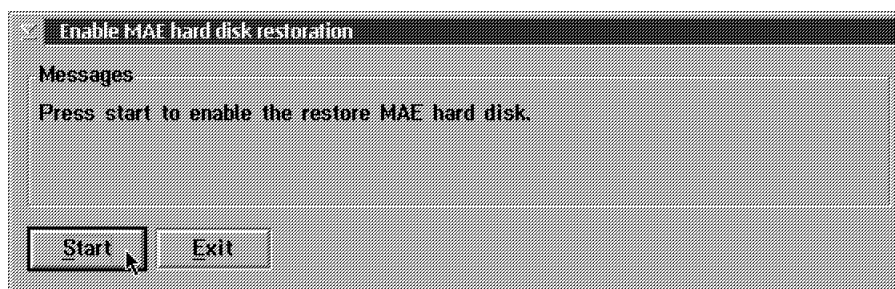 Enable MAE hard disk restoration
Messages
Press start to enable the restore MAE hard disk.
Start Exit